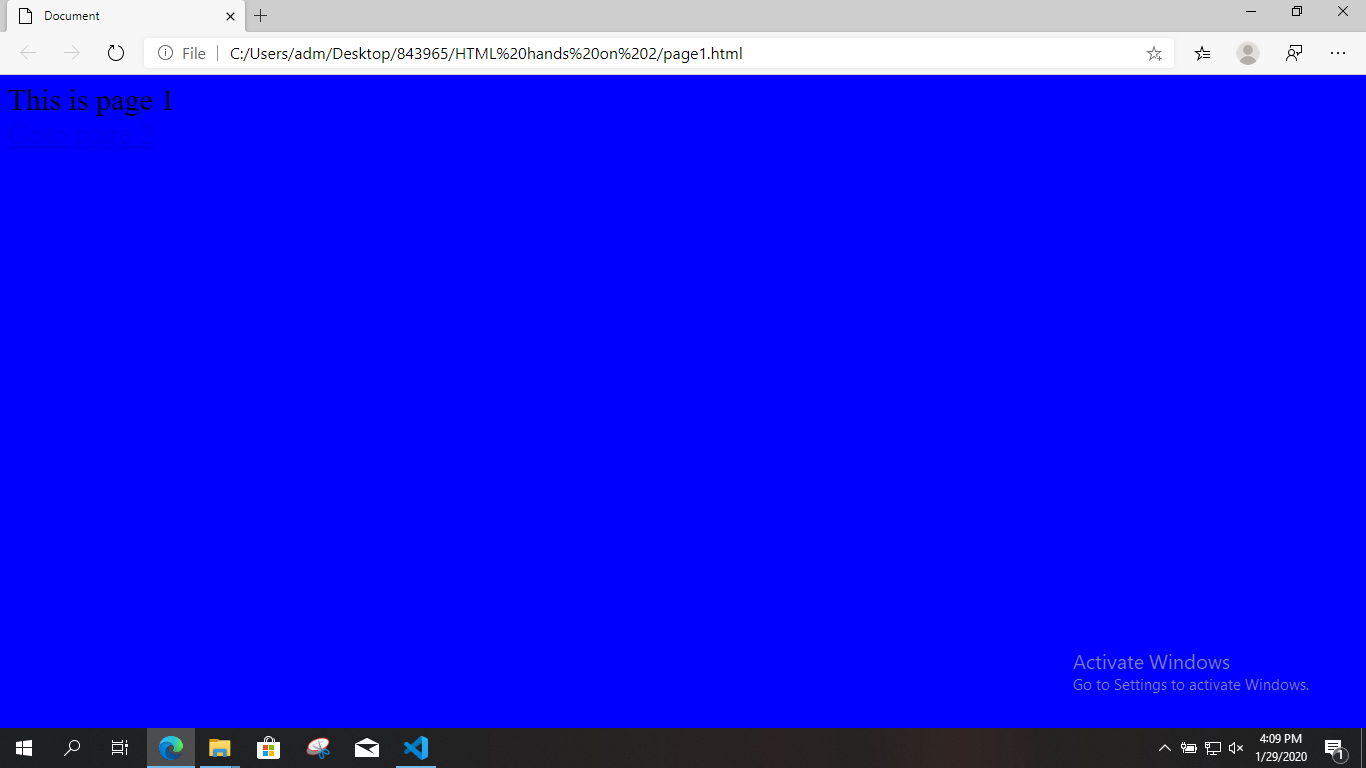 Document
File
C:/Users/adm/Desktop/843965/HTML%20hands%20on%202/page1.html
This is page 1
Activate Windows
Go to Settings to activate Windows.
4:09 PM
1/29/2020
1